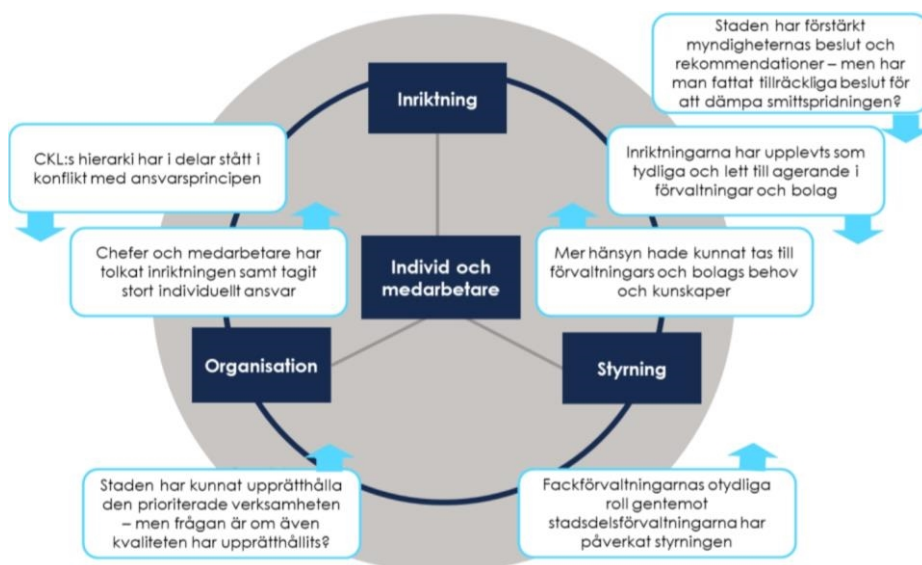 Staden har förstärkt
myndigheternas beslut och
rekommendationer – men har
man fattat tillräckliga beslut för
att dämpa smittspridningen?
Inriktning
CKL:s hierarki har i delar stått i
konflikt med ansvarsprincipen
Inriktningarna har upplevts som
tydliga och lett till agerande i
förvaltningar och bolag
Chefer och medarbetare har
tolkat inriktningen samt tagit
stort individuellt ansvar
Individ och
medarbetare
Mer hänsyn hade kunnat tas till
förvaltningars och bolags behov
och kunskaper
Organisation
Styrning
Staden har kunnat upprätthålla
den prioriterade verksamheten
– men frågan är om även
kvaliteten har upprätthållits?
Fackförvaltningarnas otydliga
roll gentemot
stadsdelsförvaltningarna har
påverkat styrningen